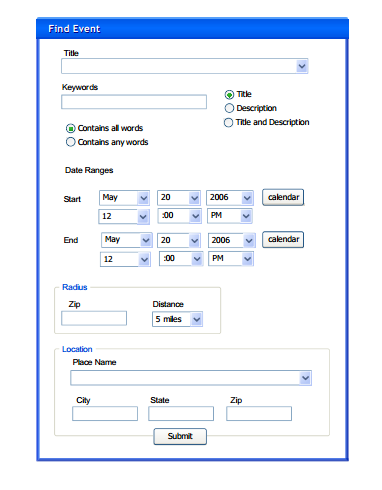 Find Event
Title
Keywords
Title
Description
Title and Description
Contains all words
Contains any words
Date Ranges
Start May 20 2006 calendar
12 :00 PM
End May 20 2006 calendar
12 :00 PM
Radius
Zip Distance
5 miles
Location
Place Name
City State Zip
Submit